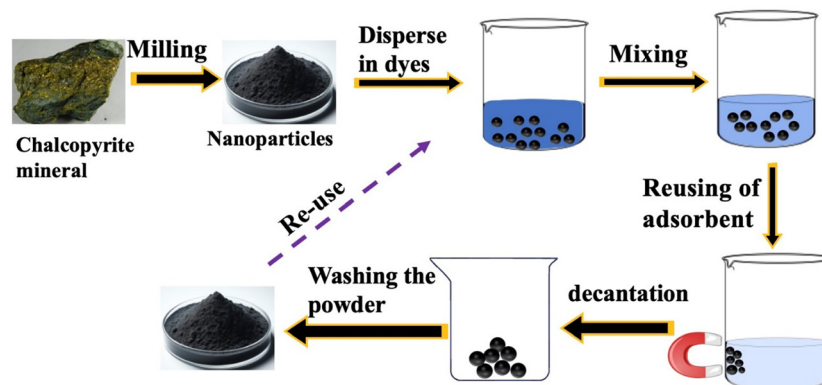 Milling
Disperse
in dyes
Mixing
Chalcopyrite
mineral
Nanoparticles
Re-use
Reusing of
adsorbent
Washing the
powder
decantation